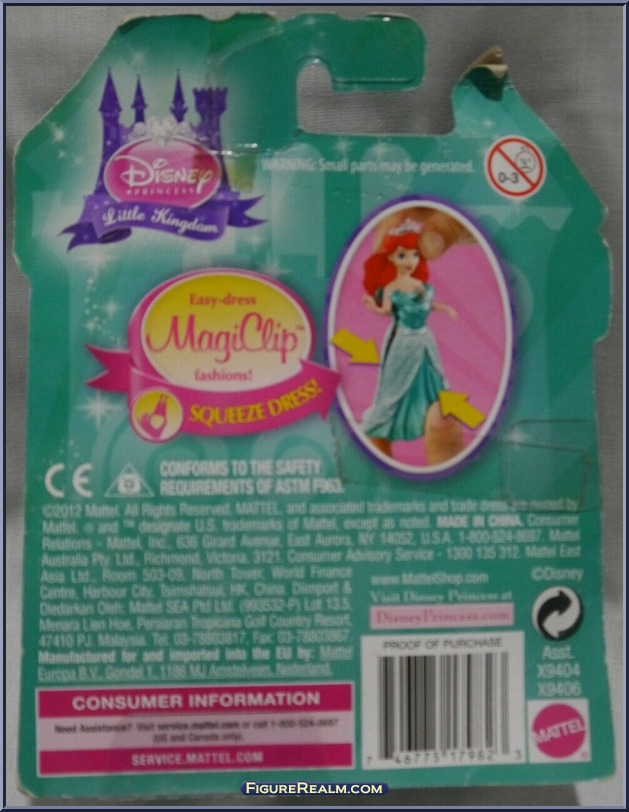 Disney
PRINCESS
Little Kingdom
WARNING: Small parts may be generated.
0-3
Easy-dress
MagiClip™
fashions!
SQUEEZE DRESS!
CE
CONFORMS TO THE SAFETY
REQUIREMENTS OF ASTM F963.
©2012 Mattel. All Rights Reserved. MATTEL, and associated trademarks and trade dress are owned by
Mattel. ® and ™ designate U.S. trademarks of Mattel, except as noted. MADE IN CHINA. Consumer
Relations - Mattel, Inc., 636 Girard Avenue, East Aurora, NY 14052, U.S.A. 1-800-524-8697. Mattel
Australia Pty. Ltd., Richmond, Victoria. 3121. Consumer Advisory Service - 1300 135 312. Mattel East
Asia Ltd., Room 503-09, North Tower, World Finance
Centre, Harbour City, Tsimshatsui, HK, China. Diimport &
Diedarkan Oleh: Mattel SEA Ptd Ltd. (993532-P) Lot 13.5,
Menara Lien Hoe, Persiaran Tropicana Golf Country Resort,
47410 PJ. Malaysia. Tel: 03-78803817, Fax: 03-78803867.
Manufactured for and imported into the EU by: Mattel
Europa B.V., Gondel 1, 1186 MJ Amstelveen, Nederland.
www.MattelShop.com
©Disney
Visit Disney Princess at
DisneyPrincess.com
Asst.
X9404
X9406
PROOF OF PURCHASE
7 46775 17962 3
MATTEL
CONSUMER INFORMATION
Need Assistance? Visit service.mattel.com or call 1-800-524-8697
(US and Canada only).
SERVICE.MATTEL.COM
FigureRealm.com